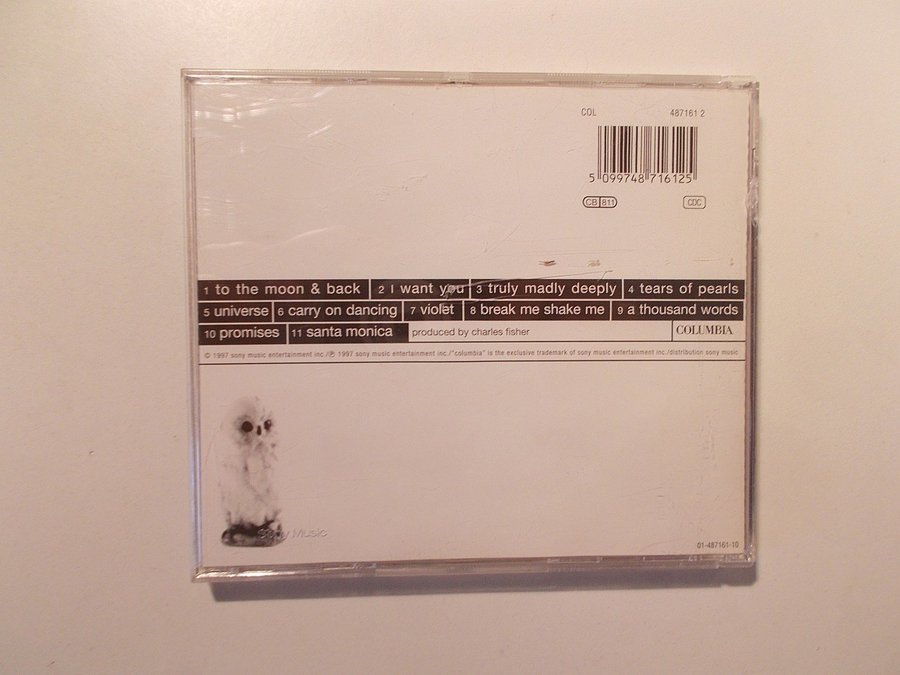 COL 487161 2
5 099748 716125
CB 811 CDC
1 to the moon & back 2 I want you 3 truly madly deeply 4 tears of pearls
5 universe 6 carry on dancing 7 violet 8 break me shake me 9 a thousand words
10 promises 11 santa monica produced by charles fisher COLUMBIA
© 1997 sony music entertainment inc./℗ 1997 sony music entertainment inc./"columbia" is the exclusive trademark of sony music entertainment inc./distribution sony music
Sony Music
01-487161-10